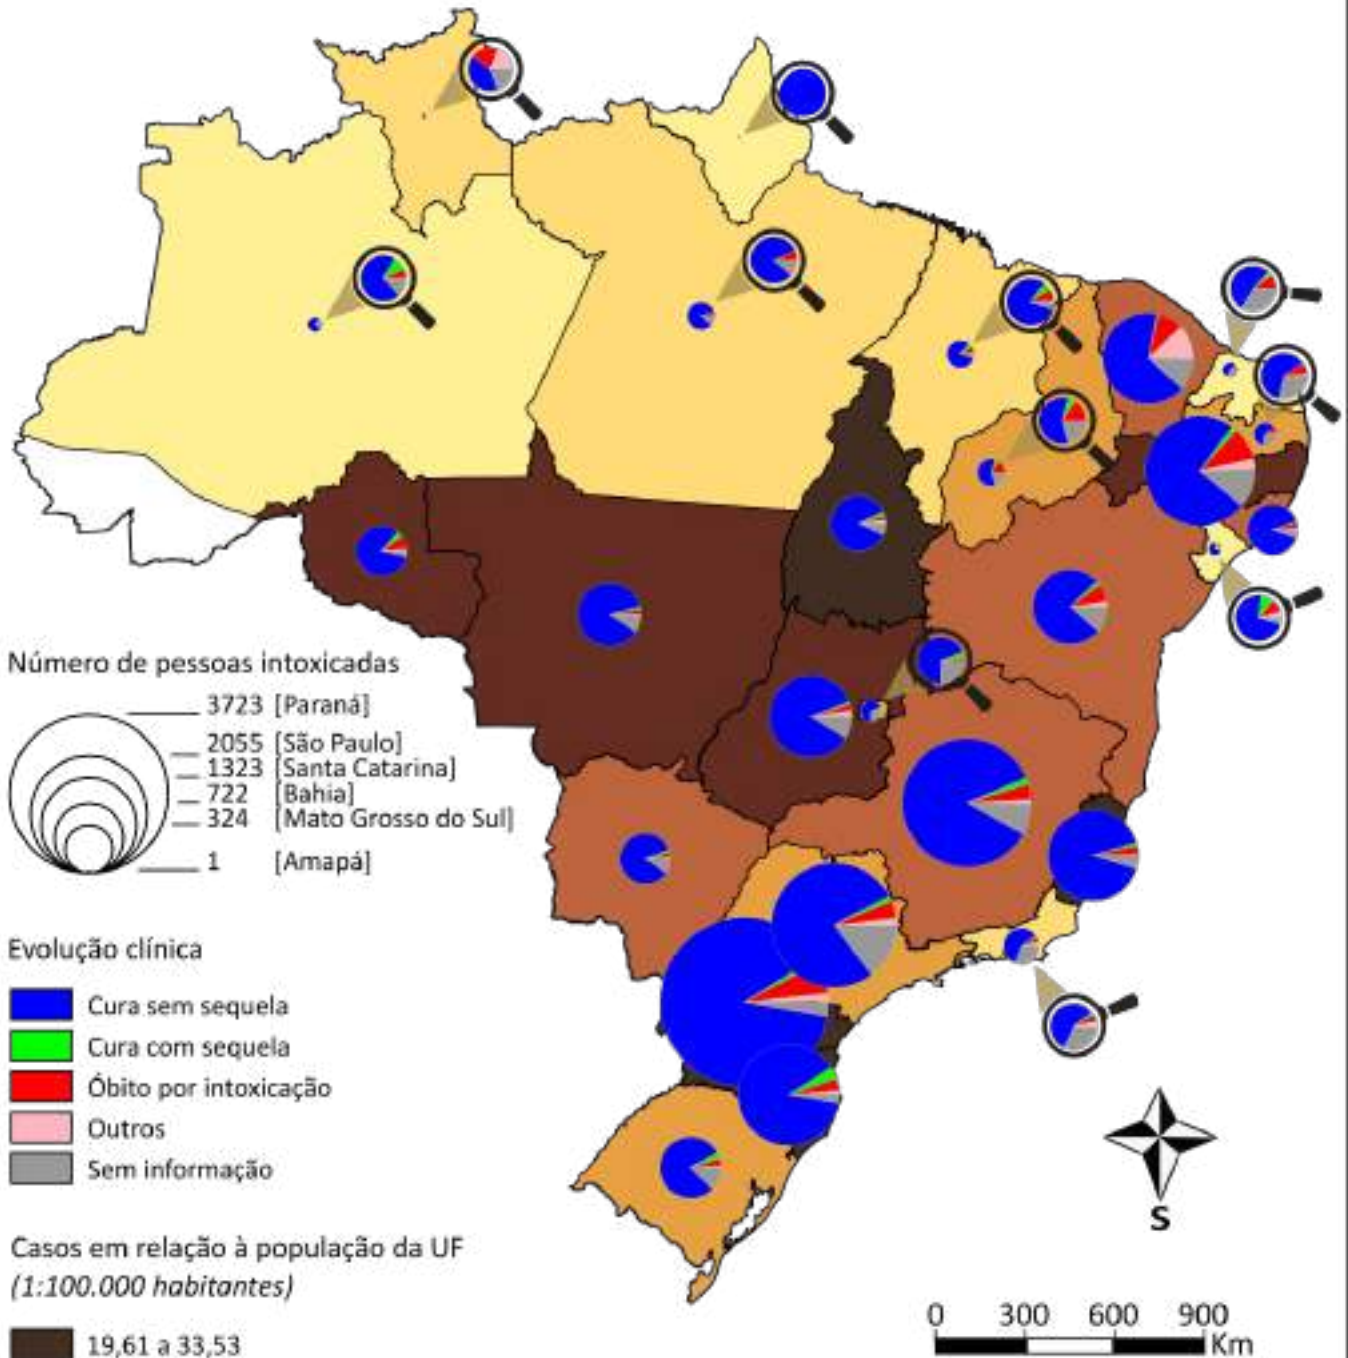 Número de pessoas intoxicadas
3723 [Paraná]
2055 [São Paulo]
1323 [Santa Catarina]
722 [Bahia]
324 [Mato Grosso do Sul]
1 [Amapá]
Evolução clínica
Cura sem sequela
Cura com sequela
Óbito por intoxicação
Outros
Sem informação
S
Casos em relação à população da UF
(1:100.000 habitantes)
19,61 a 33,53
0 300 600 900
Km